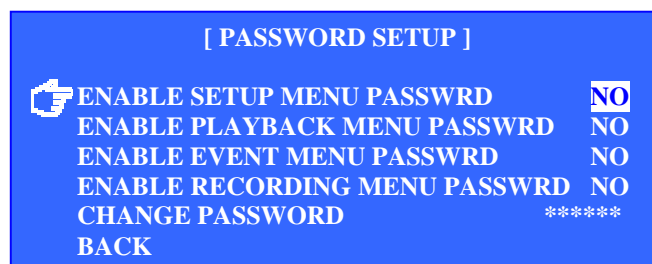 [ PASSWORD SETUP ]
ENABLE SETUP MENU PASSWRD NO
ENABLE PLAYBACK MENU PASSWRD NO
ENABLE EVENT MENU PASSWRD NO
ENABLE RECORDING MENU PASSWRD NO
CHANGE PASSWORD ******
BACK